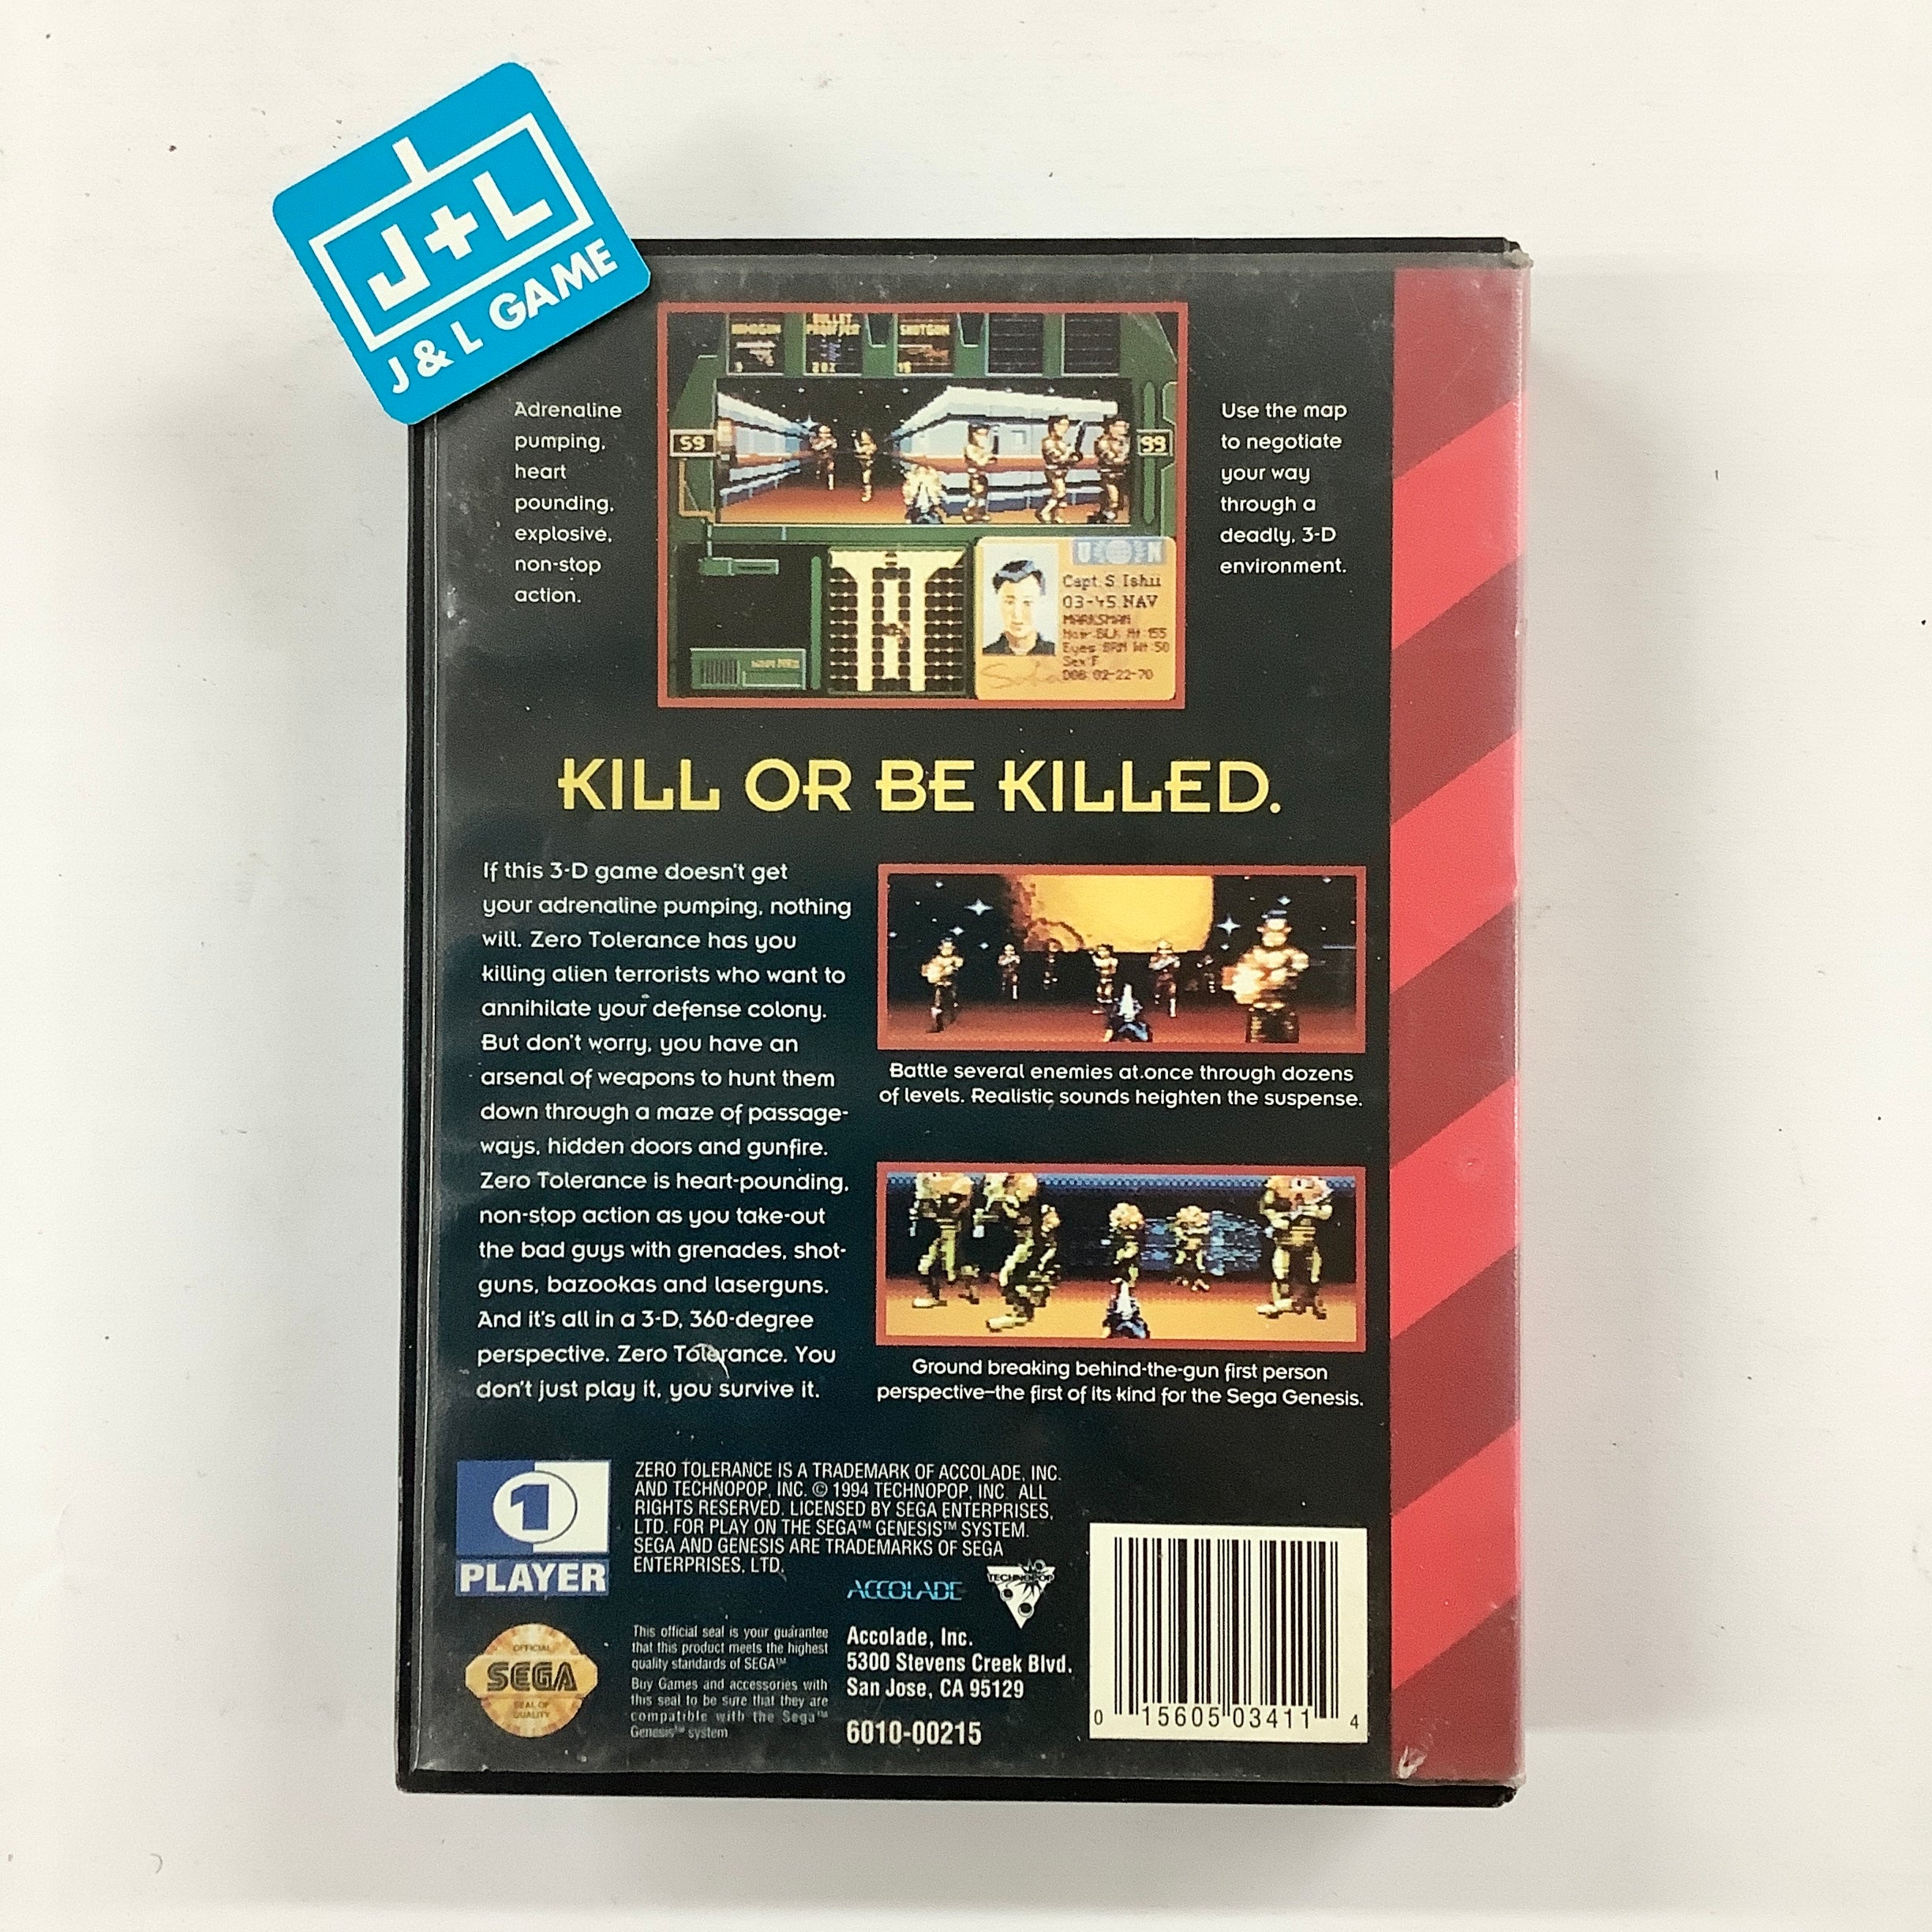 J+L
J & L GAME
Adrenaline
pumping,
heart
pounding,
explosive,
non-stop
action.
HANDGUN
BULLET
PROOF
SHOTGUN
59
99
U N
Capt. S. Ishii
03-45 NAV
MARKSMAN
Hair BLK Ht 155
Eyes BRN Wt 50
Sex F
DOB 02-22-70
Use the map
to negotiate
your way
through a
deadly, 3-D
environment.
KILL OR BE KILLED.
If this 3-D game doesn't get
your adrenaline pumping, nothing
will. Zero Tolerance has you
killing alien terrorists who want to
annihilate your defense colony.
But don't worry, you have an
arsenal of weapons to hunt them
down through a maze of passage-
ways, hidden doors and gunfire.
Zero Tolerance is heart-pounding,
non-stop action as you take-out
the bad guys with grenades, shot-
guns, bazookas and laserguns.
And it's all in a 3-D, 360-degree
perspective. Zero Tolerance. You
don't just play it, you survive it.
Battle several enemies at once through dozens
of levels. Realistic sounds heighten the suspense.
Ground breaking behind-the-gun first person
perspective–the first of its kind for the Sega Genesis.
1
PLAYER
ZERO TOLERANCE IS A TRADEMARK OF ACCOLADE, INC.
AND TECHNOPOP, INC. © 1994 TECHNOPOP, INC. ALL
RIGHTS RESERVED. LICENSED BY SEGA ENTERPRISES,
LTD. FOR PLAY ON THE SEGA™ GENESIS™ SYSTEM.
SEGA AND GENESIS ARE TRADEMARKS OF SEGA
ENTERPRISES, LTD.
ACCOLADE
TECHNOPOP
OFFICIAL
SEGA
SEAL OF
QUALITY
This official seal is your guarantee
that this product meets the highest
quality standards of SEGA™
Buy Games and accessories with
this seal to be sure that they are
compatible with the Sega™
Genesis™ system
Accolade, Inc.
5300 Stevens Creek Blvd.
San Jose, CA 95129
6010-00215
0 15605 03411 4